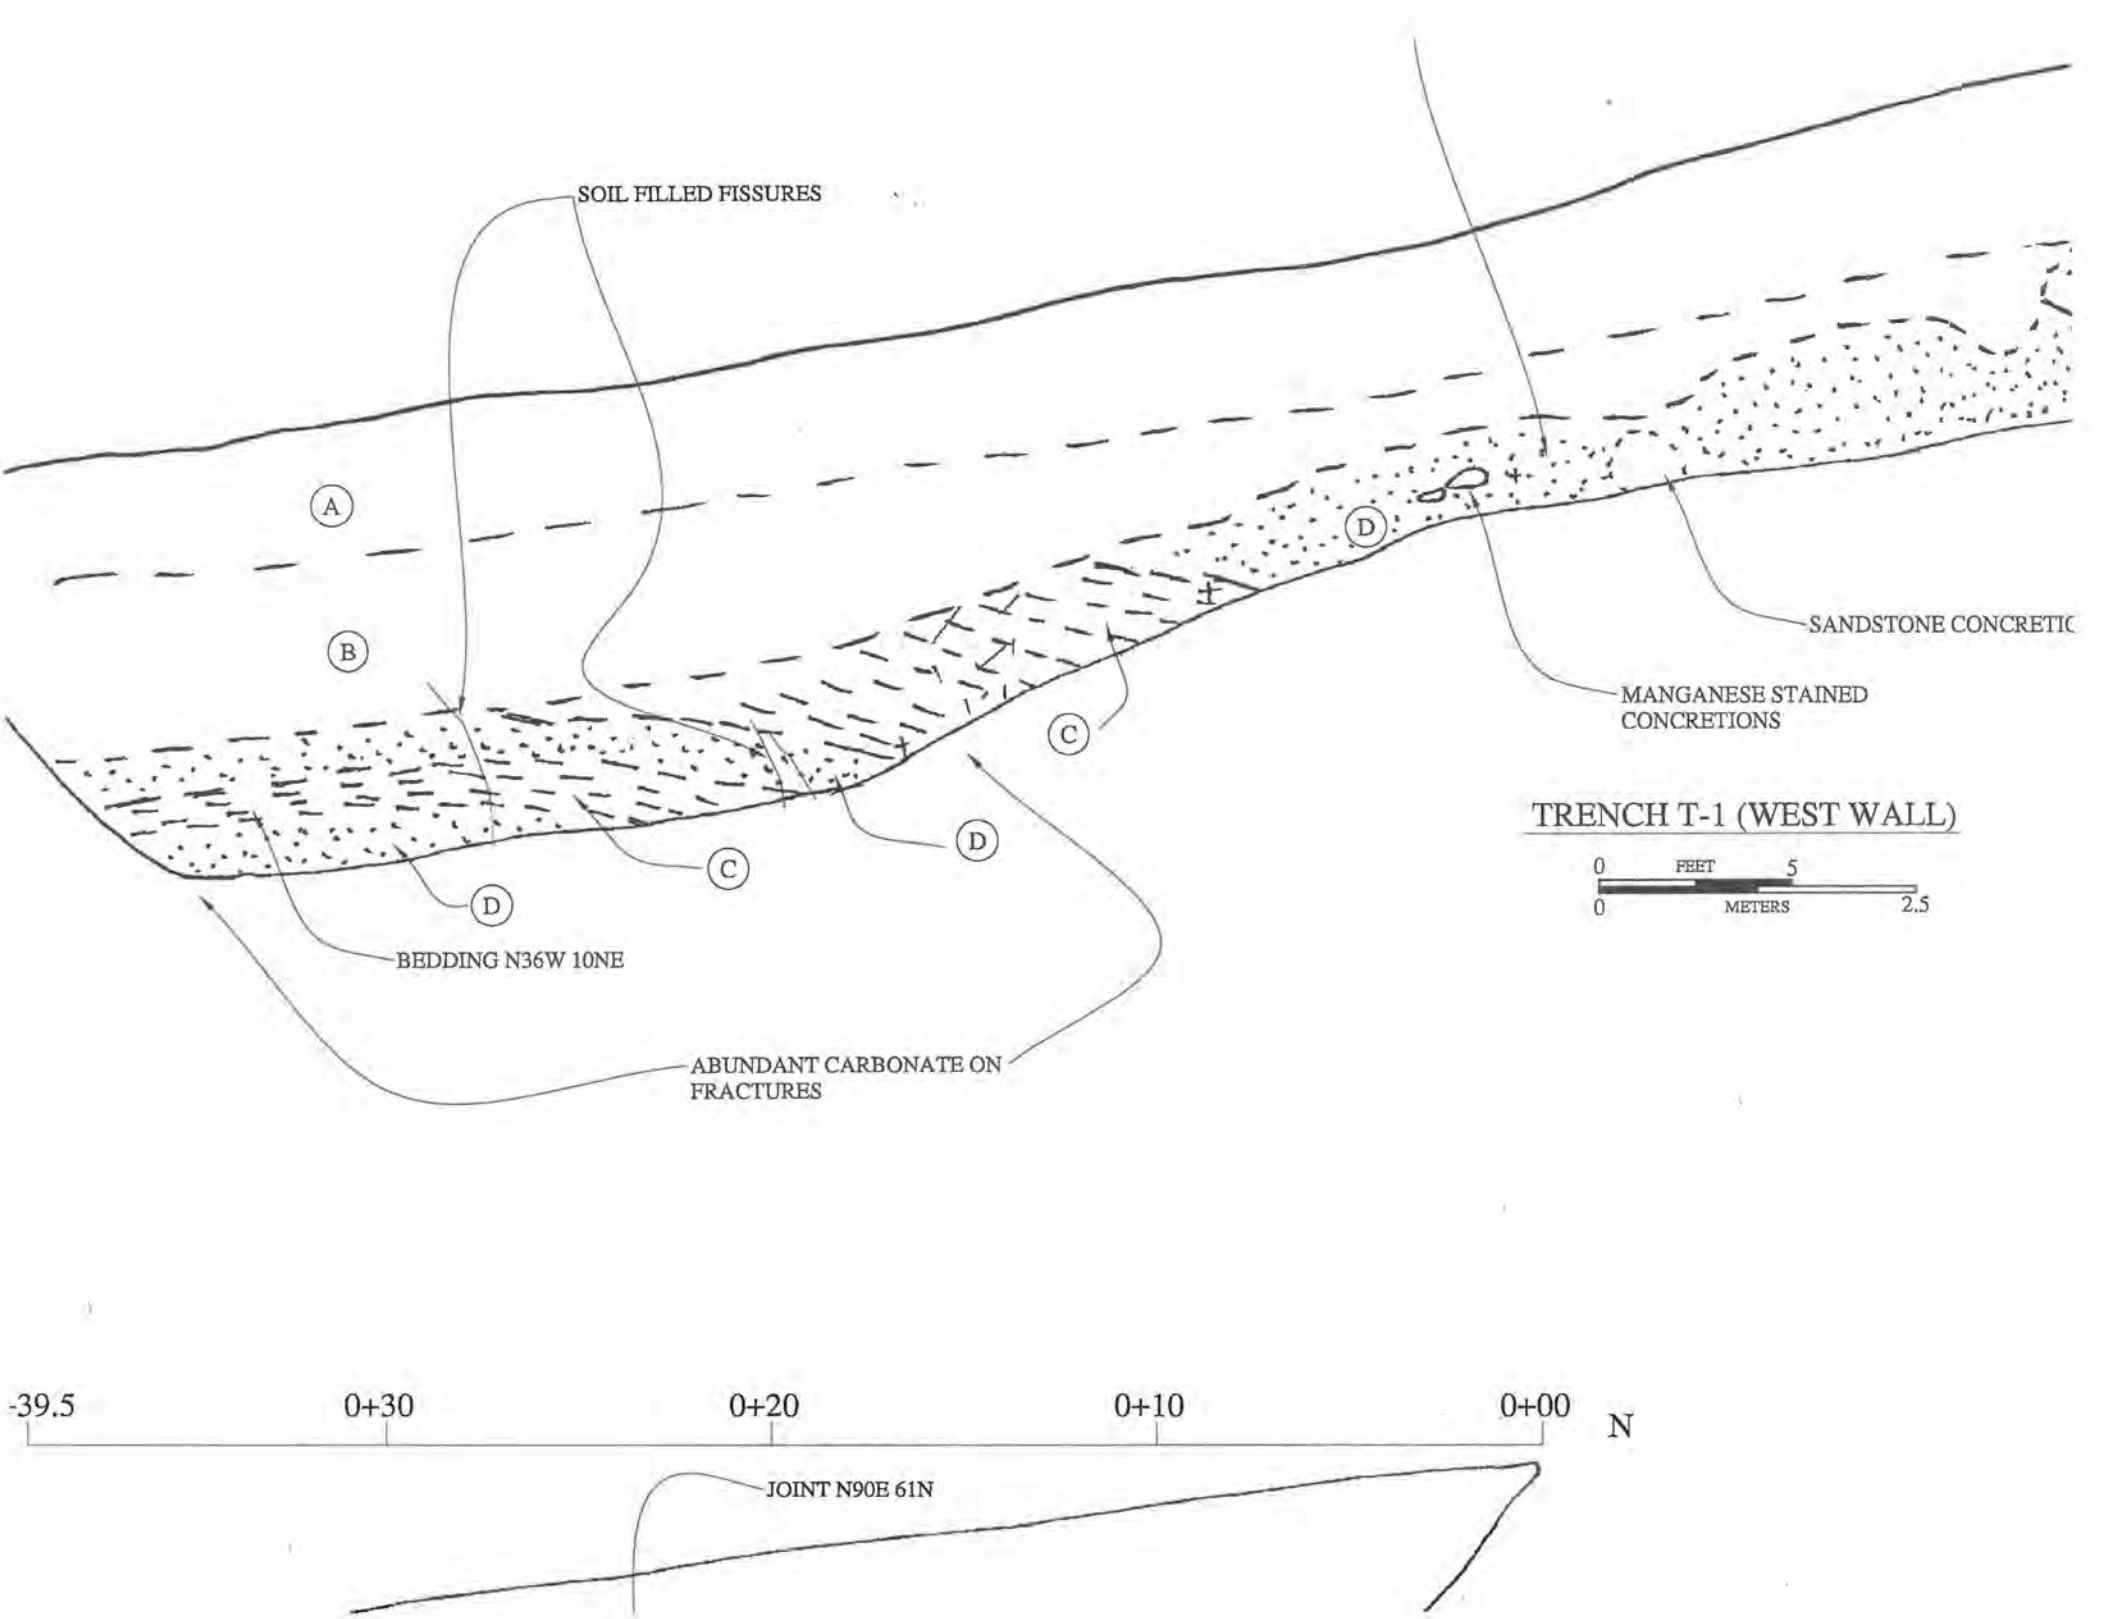 SOIL FILLED FISSURES
A
B
D
SANDSTONE CONCRETIC
MANGANESE STAINED
CONCRETIONS
C
TRENCH T-1 (WEST WALL)
0 FEET 5
0 METERS 2.5
D
C
D
BEDDING N36W 10NE
ABUNDANT CARBONATE ON
FRACTURES
-39.5 0+30 0+20 0+10 0+00 N
JOINT N90E 61N